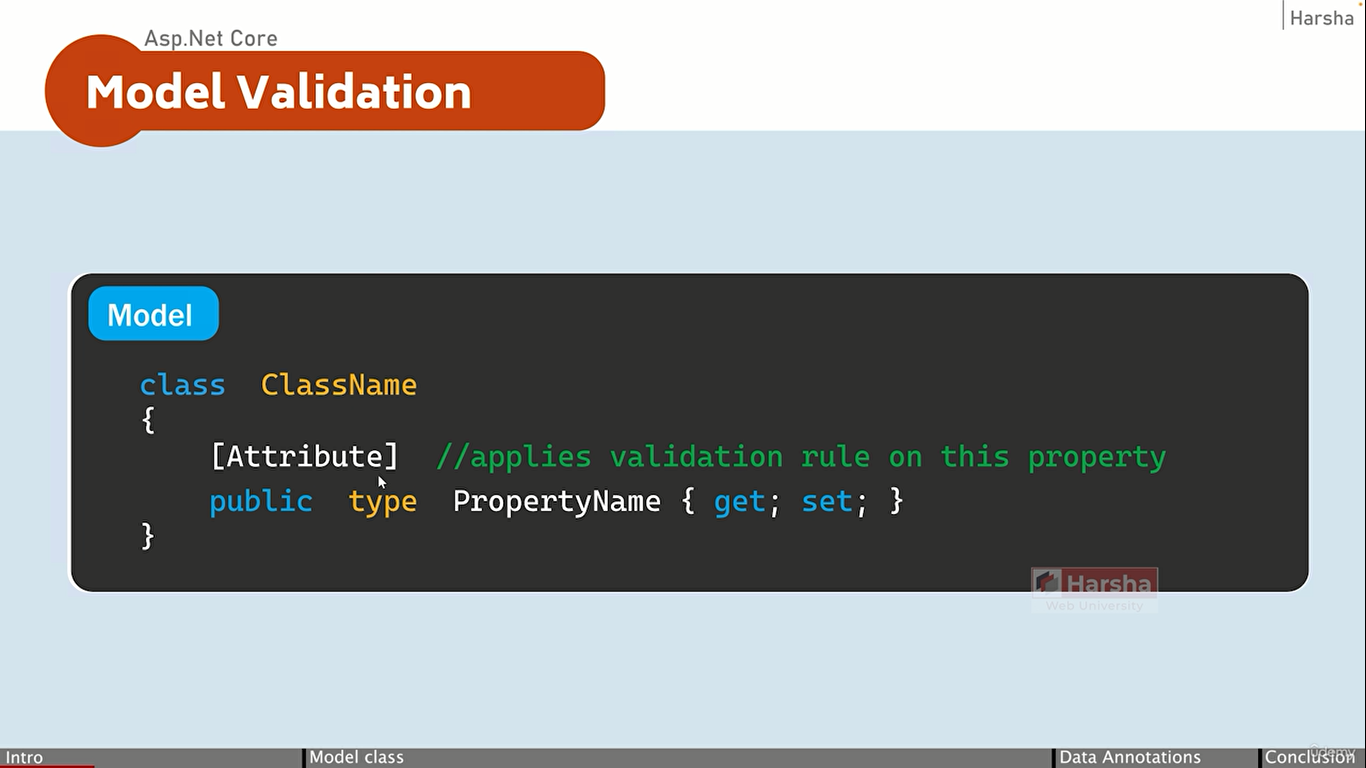 Harsha
Asp.Net Core
Model Validation
Model
class ClassName
{
[Attribute] //applies validation rule on this property
public type PropertyName { get; set; }
}
Harsha
Web University
Intro
Model class
Data Annotations
Conclusion
udemy